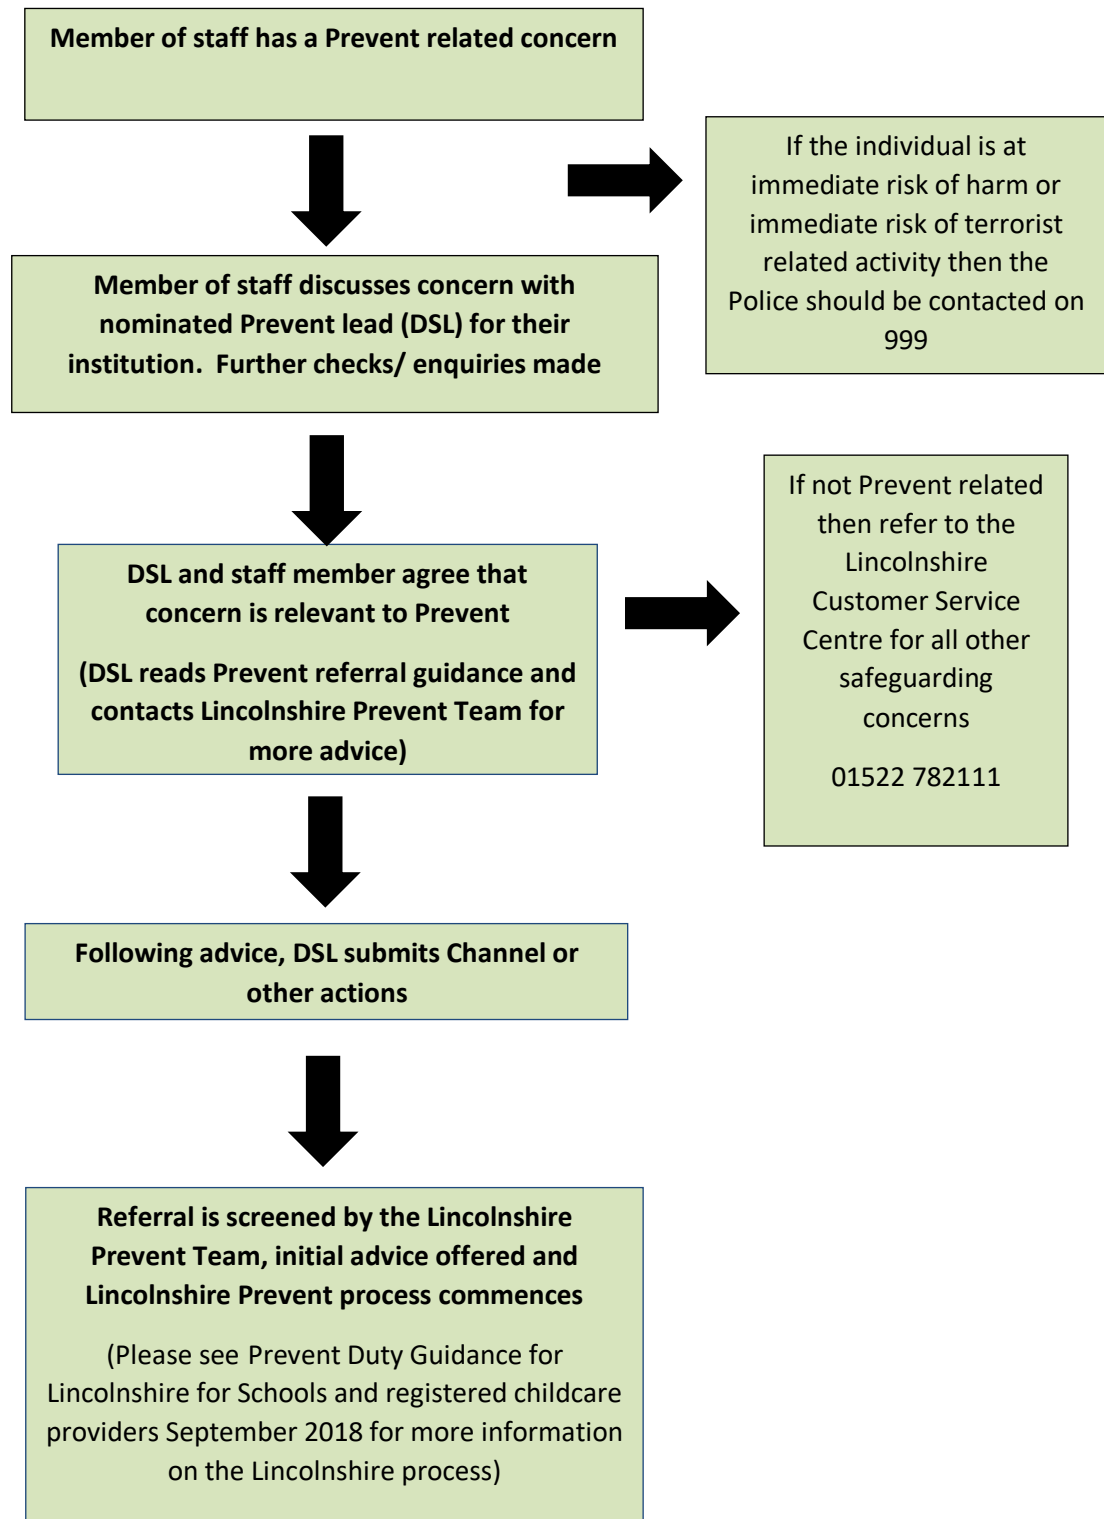 Member of staff has a Prevent related concern
If the individual is at
immediate risk of harm or
immediate risk of terrorist
related activity then the
Police should be contacted on
999
Member of staff discusses concern with
nominated Prevent lead (DSL) for their
institution.  Further checks/ enquiries made
If not Prevent related
then refer to the
Lincolnshire
Customer Service
Centre for all other
safeguarding
concerns
01522 782111
DSL and staff member agree that
concern is relevant to Prevent
(DSL reads Prevent referral guidance and
contacts Lincolnshire Prevent Team for
more advice)
Following advice, DSL submits Channel or
other actions
Referral is screened by the Lincolnshire
Prevent Team, initial advice offered and
Lincolnshire Prevent process commences
(Please see Prevent Duty Guidance for
Lincolnshire for Schools and registered childcare
providers September 2018 for more information
on the Lincolnshire process)